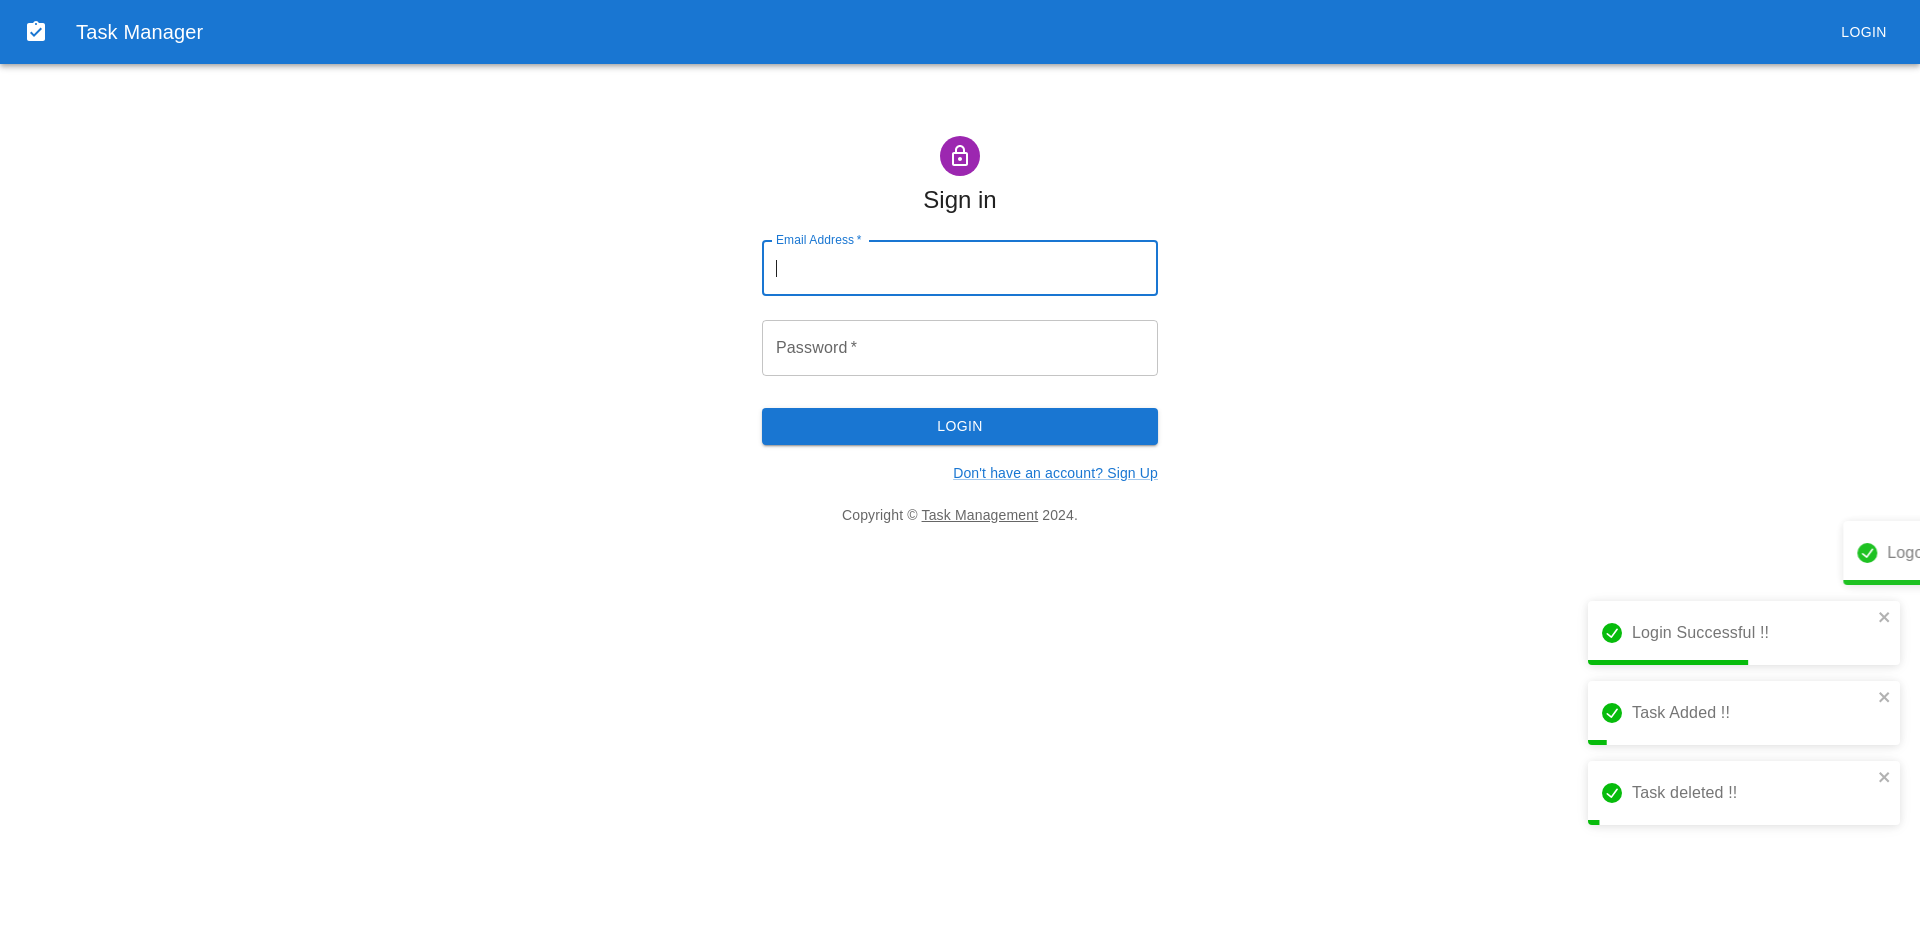 Task Manager
LOGIN
Sign in
Email Address *
Password *
LOGIN
Don't have an account? Sign Up
Copyright © Task Management 2024.
Login Successful !!
Task Added !!
Task deleted !!